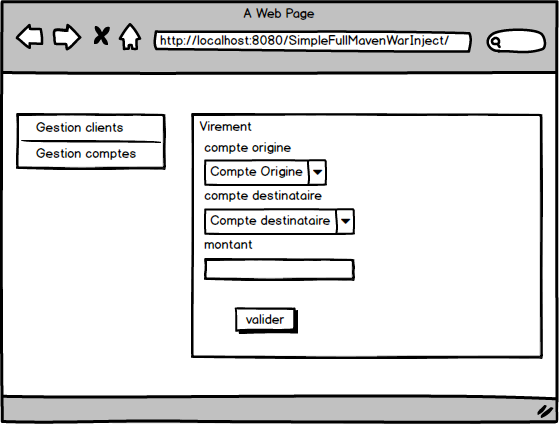 A Web Page
http://localhost:8080/SimpleFullMavenWarInject/
Gestion clients
Gestion comptes
Virement
compte origine
Compte Origine
compte destinataire
Compte destinataire
montant
valider